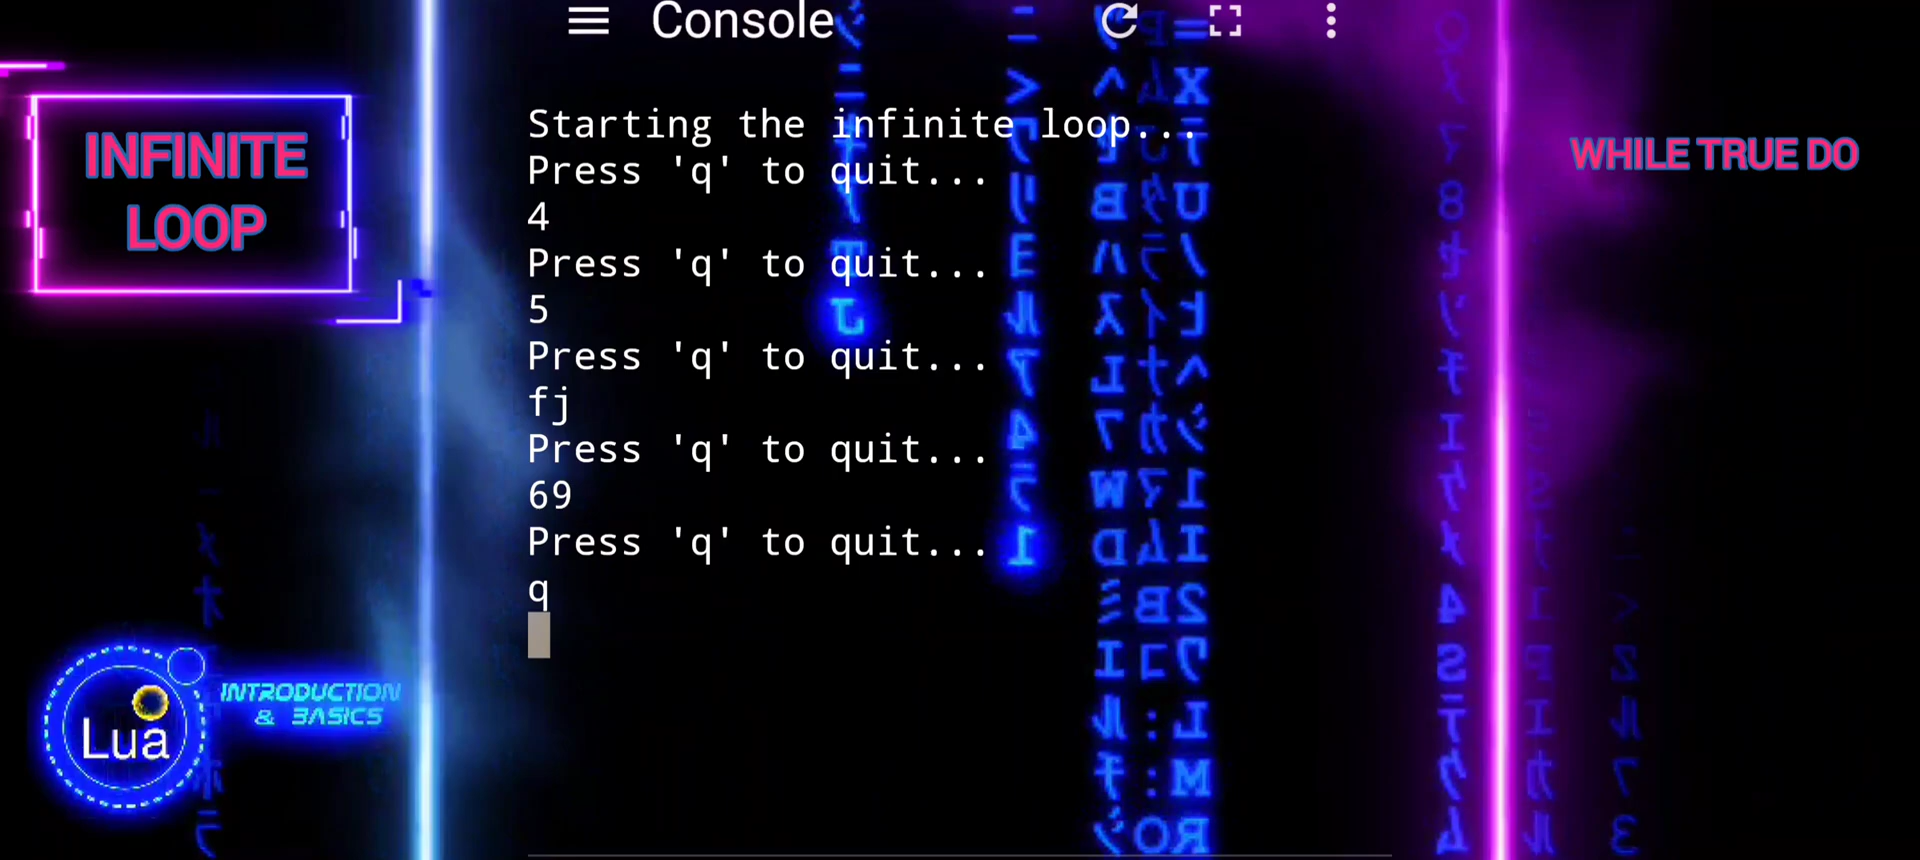 INFINITE
LOOP
Console
Starting the infinite loop...
Press 'q' to quit...
4
Press 'q' to quit...
5
Press 'q' to quit...
fj
Press 'q' to quit...
69
Press 'q' to quit...
q
WHILE TRUE DO
Lua
INTRODUCTION
& BASICS